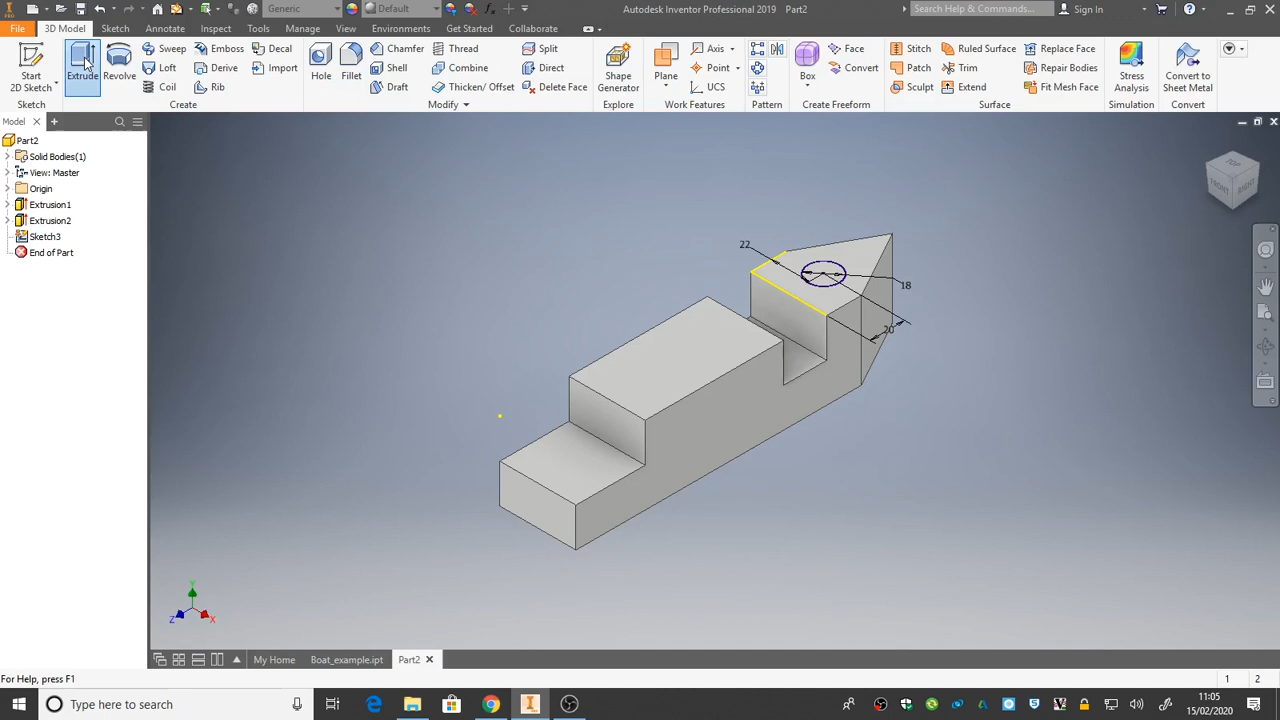 Generic
Default
Autodesk Inventor Professional 2019 Part2
Search Help & Commands...
Sign In
File
3D Model
Sketch
Annotate
Inspect
Tools
Manage
View
Environments
Get Started
Collaborate
Start
2D Sketch
Extrude
Revolve
Sweep
Loft
Coil
Emboss
Derive
Rib
Decal
Import
Hole
Fillet
Chamfer
Shell
Draft
Thread
Combine
Thicken/ Offset
Split
Direct
Delete Face
Shape
Generator
Plane
Axis
Point
UCS
Box
Face
Convert
Stitch
Patch
Sculpt
Ruled Surface
Trim
Extend
Replace Face
Repair Bodies
Fit Mesh Face
Stress
Analysis
Convert to
Sheet Metal
Sketch
Create
Modify
Explore
Work Features
Pattern
Create Freeform
Surface
Simulation
Convert
Model
Part2
Solid Bodies(1)
View: Master
Origin
Extrusion1
Extrusion2
Sketch3
End of Part
22
18
20
TOP
FRONT
RIGHT
Y
Z
X
My Home
Boat_example.ipt
Part2
For Help, press F1
1
2
Type here to search
11:05
15/02/2020